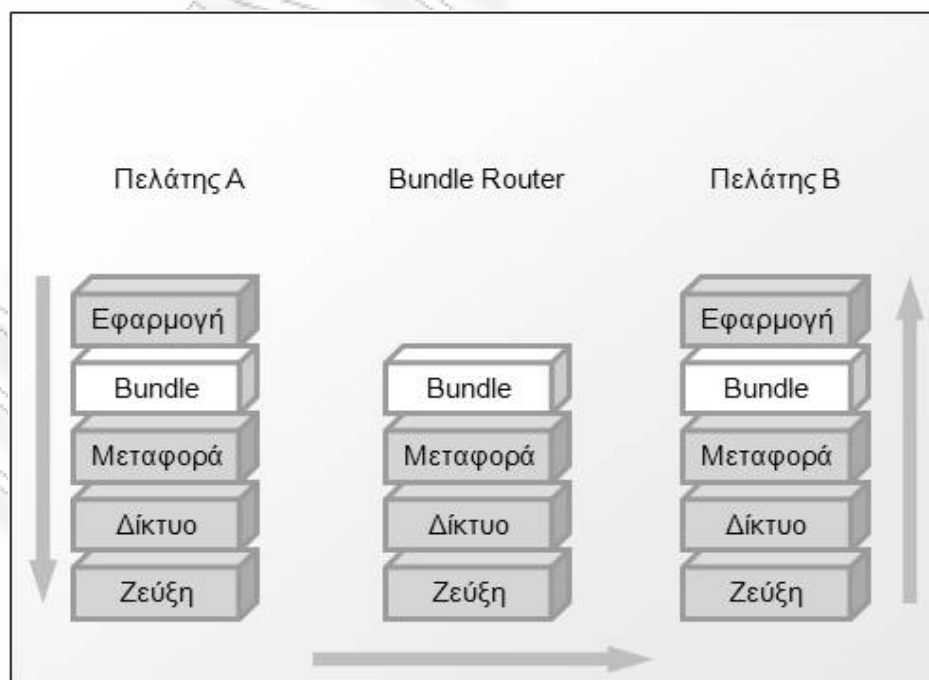 Πελάτης Α Bundle Router Πελάτης Β
Εφαρμογή Εφαρμογή
Bundle Bundle Bundle
Μεταφορά Μεταφορά Μεταφορά
Δίκτυο Δίκτυο Δίκτυο
Ζεύξη Ζεύξη Ζεύξη